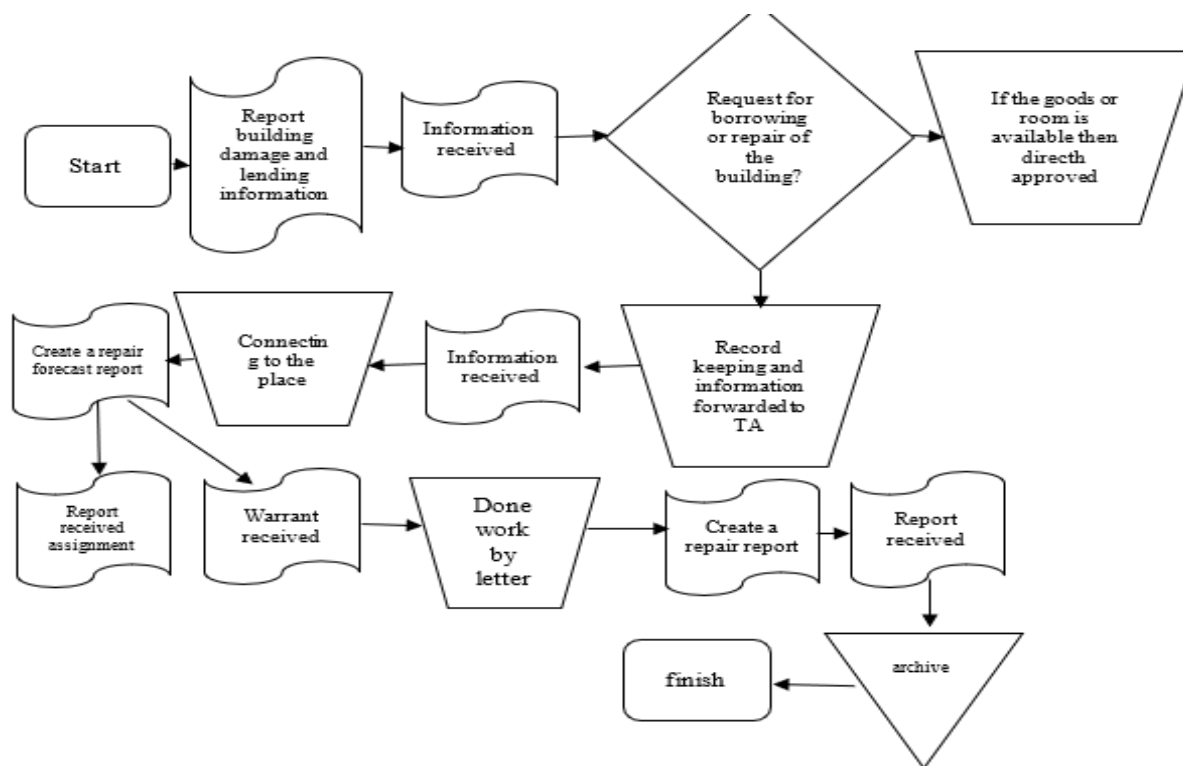 Start
Report
building
damage and
lending
information
Information
received
Request for
borrowing
or repair of
the
building?
If the goods or
room is
available then
directh
approved
Create a repair
forecast report
Connectin
g to the
place
Information
received
Record
keeping and
information
forwarded to
TA
Report
received
assignment
Warrant
received
Done
work
by
letter
Create a
repair report
Report
received
finish
archive